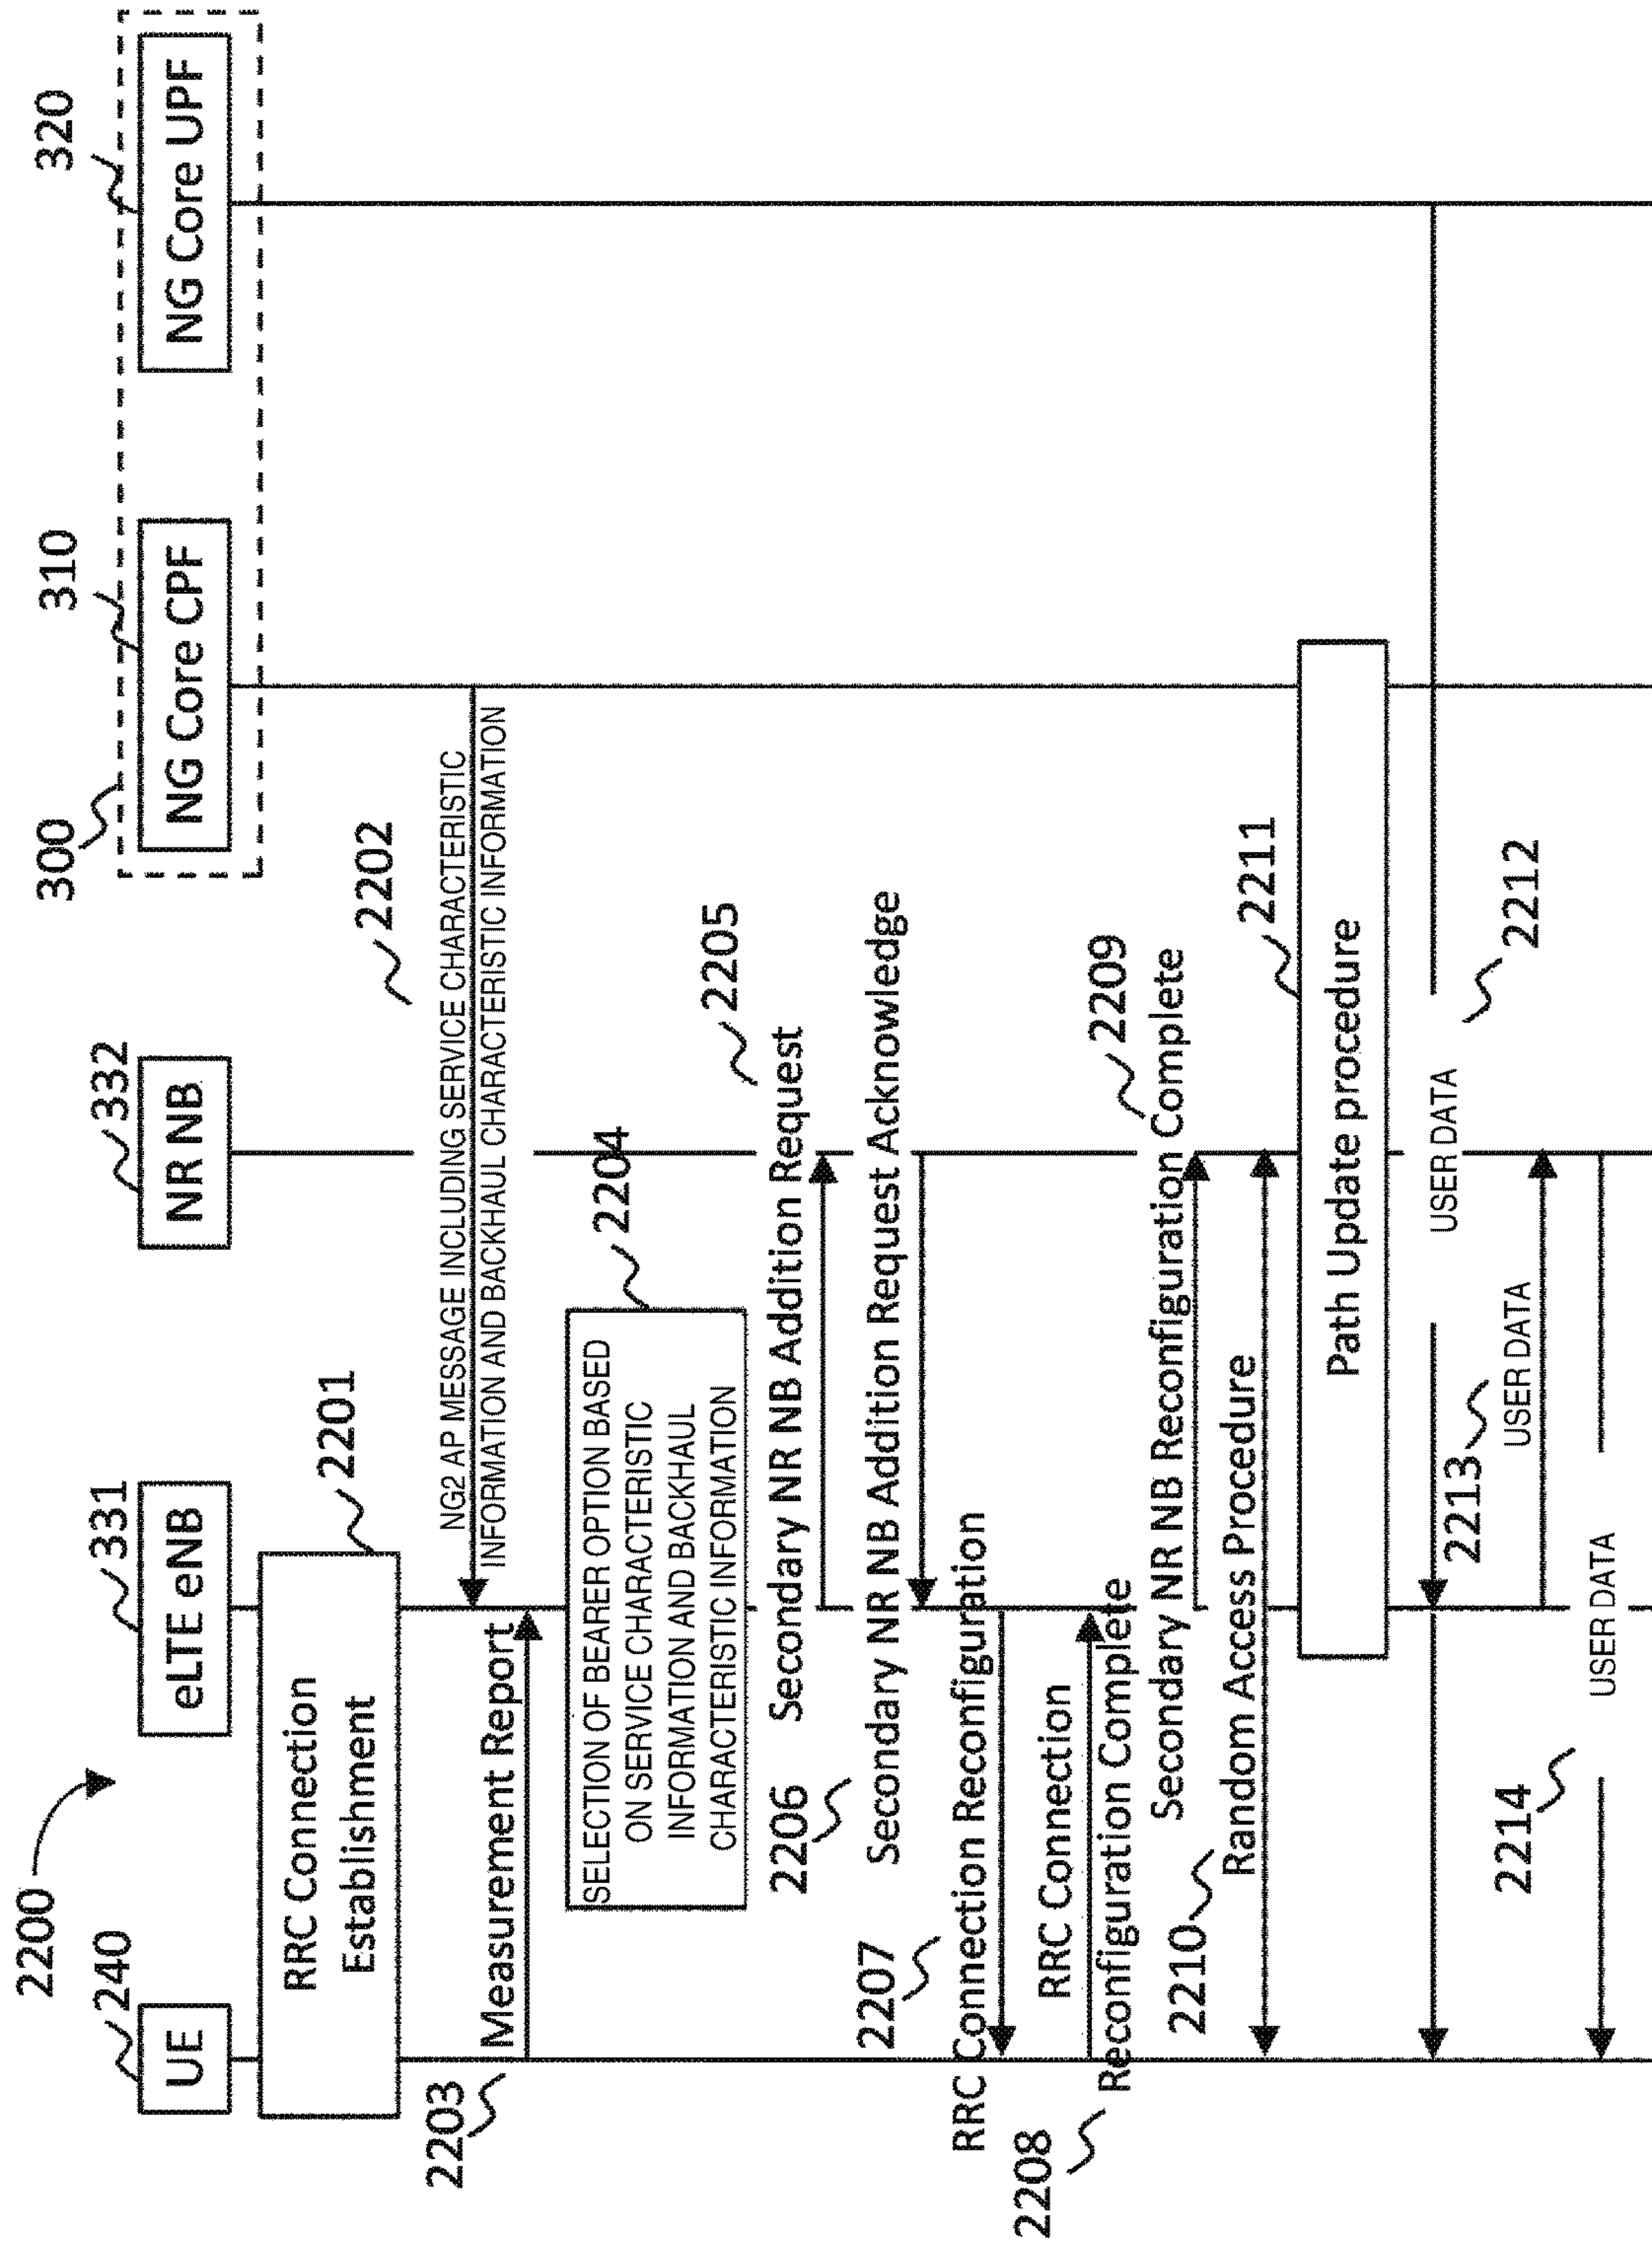 2200
240
331
332
300
310
320
UE
eLTE eNB
NR NB
NG Core CPF
NG Core UPF
RRC Connection
Establishment
2201
2202
NG2 AP MESSAGE INCLUDING SERVICE CHARACTERISTIC
INFORMATION AND BACKHAUL CHARACTERISTIC INFORMATION
2203
Measurement Report
2204
SELECTION OF BEARER OPTION BASED
ON SERVICE CHARACTERISTIC
INFORMATION AND BACKHAUL
CHARACTERISTIC INFORMATION
2205
Secondary NR NB Addition Request
2206
Secondary NR NB Addition Request Acknowledge
2207
RRC Connection Reconfiguration
2208
RRC Connection
Reconfiguration Complete
2209
Secondary NR NB Reconfiguration Complete
2210
Random Access Procedure
2211
Path Update procedure
USER DATA
2212
2213
USER DATA
2214
USER DATA